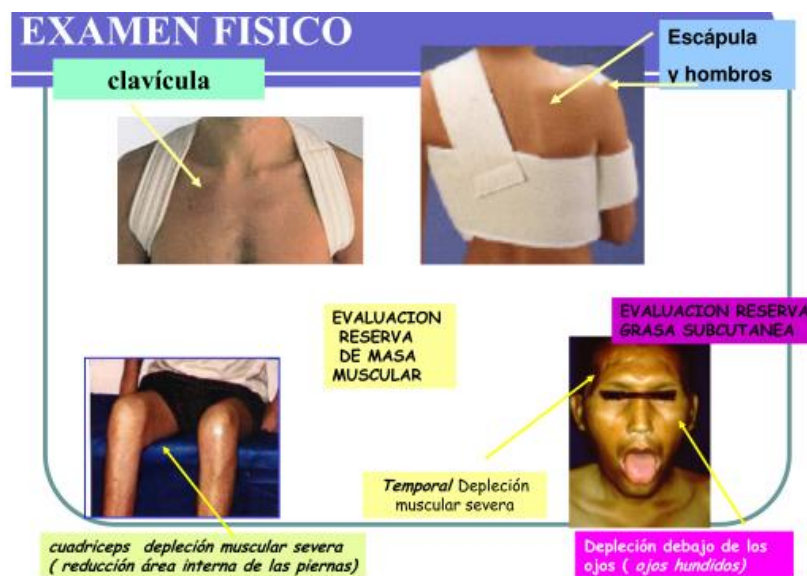 EXAMEN FISICO
clavícula
Escápula
y hombros
EVALUACION
RESERVA
DE MASA
MUSCULAR
EVALUACION RESERVA
GRASA SUBCUTANEA
Temporal Depleción
muscular severa
cuadriceps depleción muscular severa
( reducción área interna de las piernas)
Depleción debajo de los
ojos ( ojos hundidos)